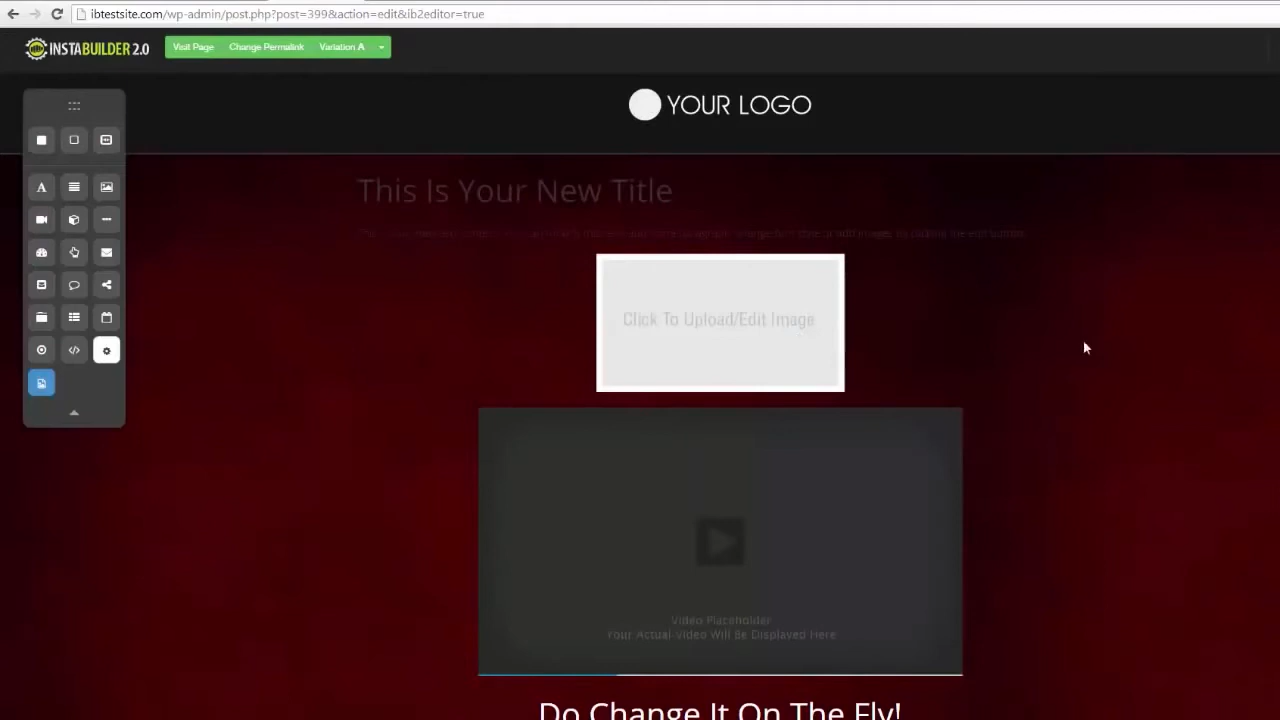 ibtestsite.com/wp-admin/post.php?post=399&action=edit&ib2editor=true
INSTABUILDER 2.0
Visit Page Change Permalink Variation A
YOUR LOGO
A
This Is Your New Title
Click To Upload/Edit Image
Video Placeholder
Your Actual Video Will Be Displayed Here
Do Change It On The Fly!